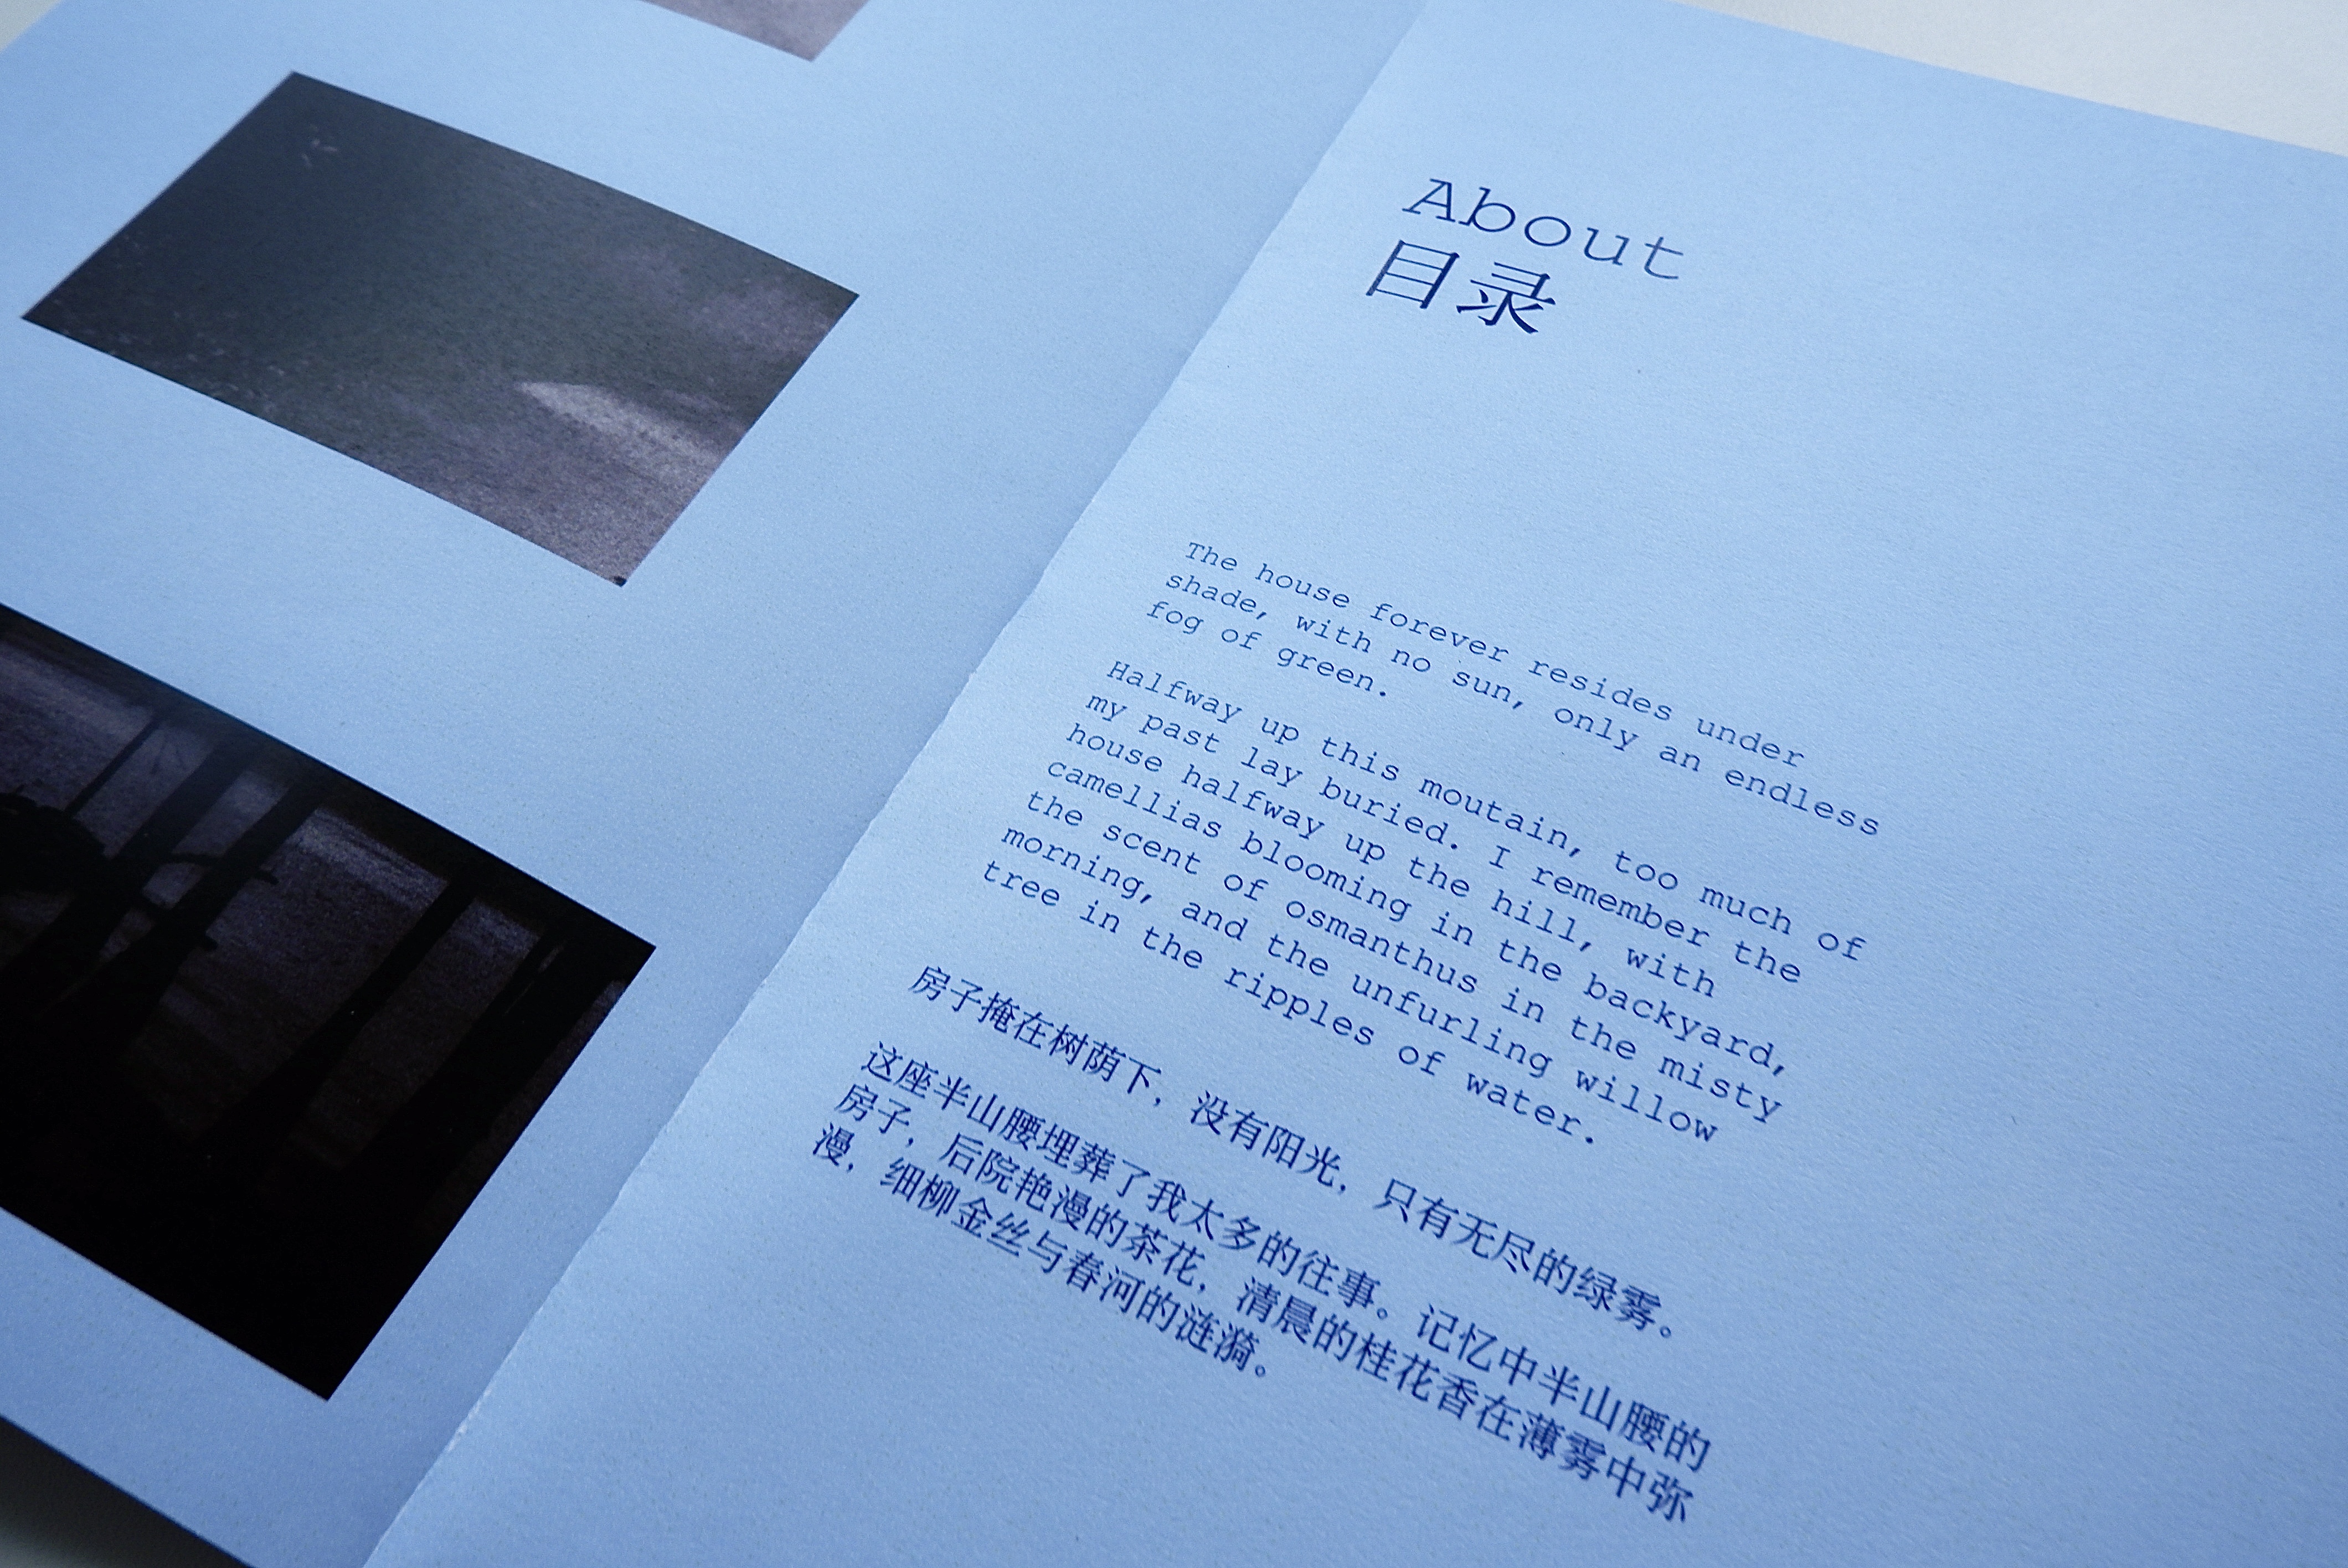 About
目录
The house forever resides under
shade, with no sun, only an endless
fog of green.
Halfway up this moutain, too much of
my past lay buried. I remember the
house halfway up the hill, with
camellias blooming in the backyard,
the scent of osmanthus in the misty
morning, and the unfurling willow
tree in the ripples of water.
房子掩在树荫下，没有阳光，只有无尽的绿雾。
这座半山腰埋葬了我太多的往事。记忆中半山腰的
房子，后院艳漫的茶花，清晨的桂花香在薄雾中弥
漫，细柳金丝与春河的涟漪。